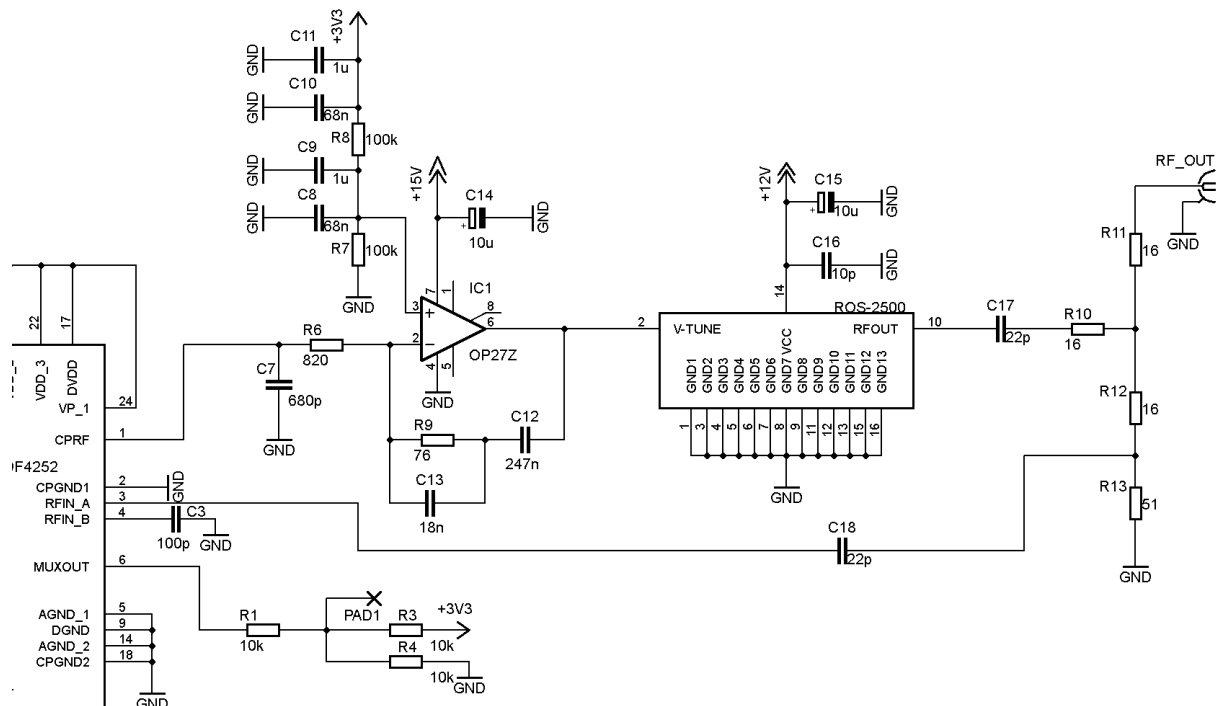 +3V3
C11
GND
1u
C10
GND
68n
R8
100k
C9
GND
1u
C8
GND
68n
R7
100k
GND
+15V
C14
GND
10u
+12V
C15
GND
10u
C16
GND
10p
RF_OUT
GND
R11
16
22
17
VDD_3
DVDD
VP_1
24
CPRF
1
R6
820
C7
680p
GND
7
1
IC1
3
8
2
6
OP27Z
4
5
GND
R9
76
C12
247n
C13
18n
14
ROS-2500
2
V-TUNE
RFOUT
10
GND1
GND2
GND3
GND4
GND5
GND6
GND7
VCC
GND8
GND9
GND10
GND11
GND12
GND13
1
3
4
5
6
7
8
9
11
12
13
15
16
GND
C17
22p
R10
16
R12
16
R13
51
GND
C18
22p
F4252
CPGND1
2
GND
RFIN_A
3
RFIN_B
4
C3
100p
GND
MUXOUT
6
R1
10k
PAD1
R3
10k
+3V3
R4
10k
GND
AGND_1
5
DGND
9
AGND_2
14
CPGND2
18
GND